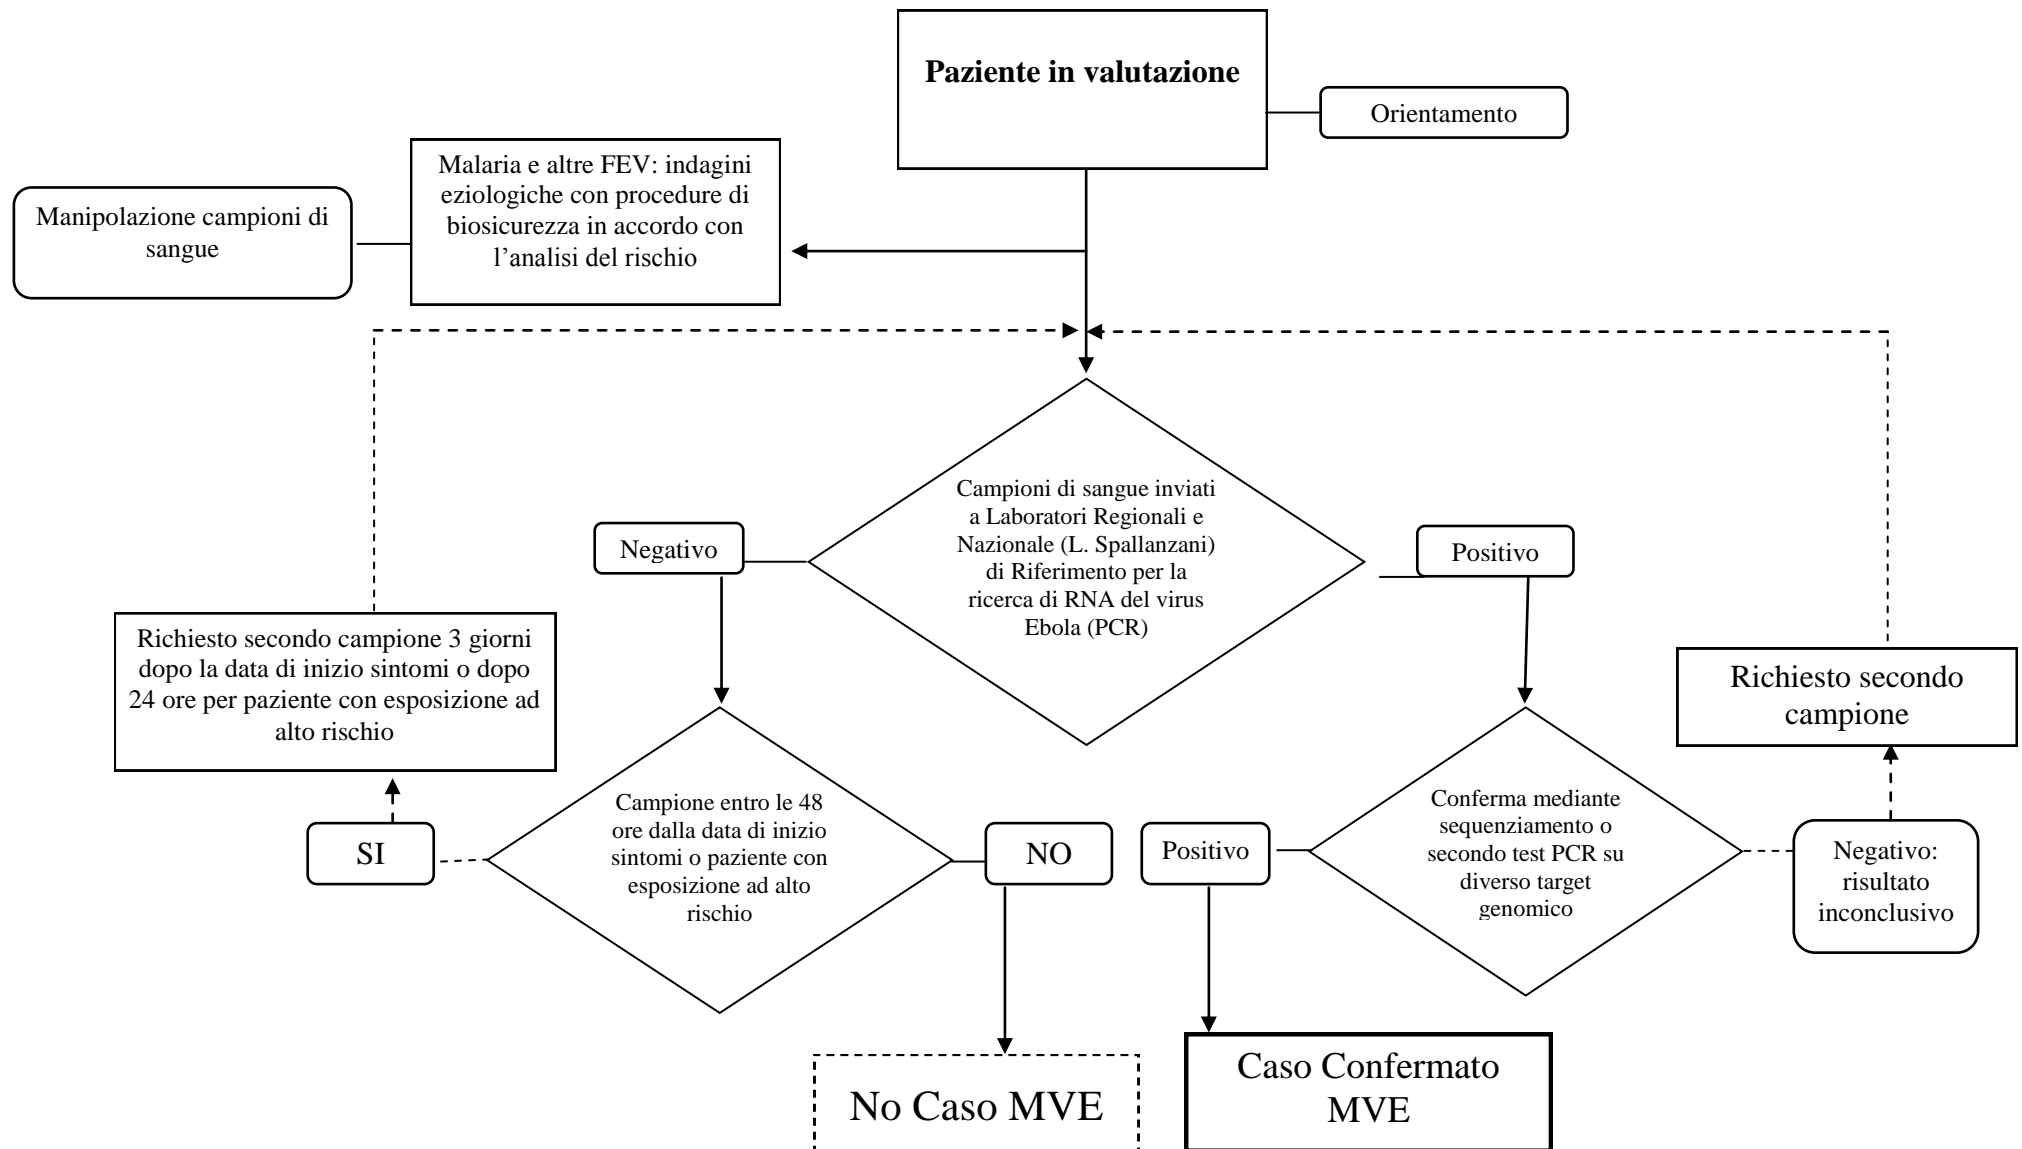 Paziente in valutazione
Orientamento
Malaria e altre FEV: indagini
eziologiche con procedure di
biosicurezza in accordo con
l’analisi del rischio
Manipolazione campioni di
sangue
Campioni di sangue inviati
a Laboratori Regionali e
Nazionale (L. Spallanzani)
di Riferimento per la
ricerca di RNA del virus
Ebola (PCR)
Negativo
Positivo
Richiesto secondo campione 3 giorni
dopo la data di inizio sintomi o dopo
24 ore per paziente con esposizione ad
alto rischio
Richiesto secondo
campione
Campione entro le 48
ore dalla data di inizio
sintomi o paziente con
esposizione ad alto
rischio
SI
NO
Positivo
Conferma mediante
sequenziamento o
secondo test PCR su
diverso target
genomico
Negativo:
risultato
inconclusivo
No Caso MVE
Caso Confermato
MVE